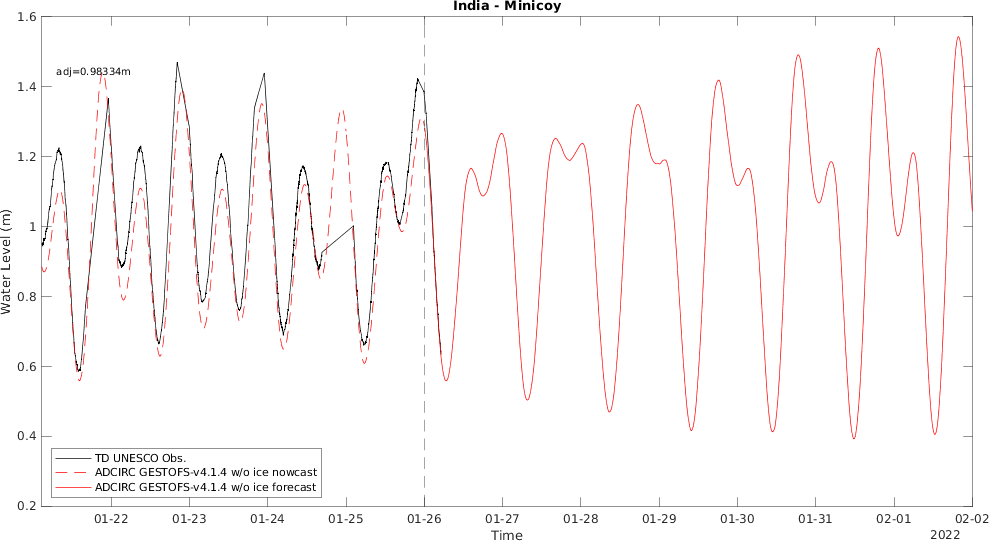 India - Minicoy
adj=0.98334m
1.6
1.4
1.2
1
0.8
0.6
0.4
0.2
Water Level (m)
TD UNESCO Obs.
ADCIRC GESTOFS-v4.1.4 w/o ice nowcast
ADCIRC GESTOFS-v4.1.4 w/o ice forecast
01-22 01-23 01-24 01-25 01-26 01-27 01-28 01-29 01-30 01-31 02-01 02-02
Time
2022